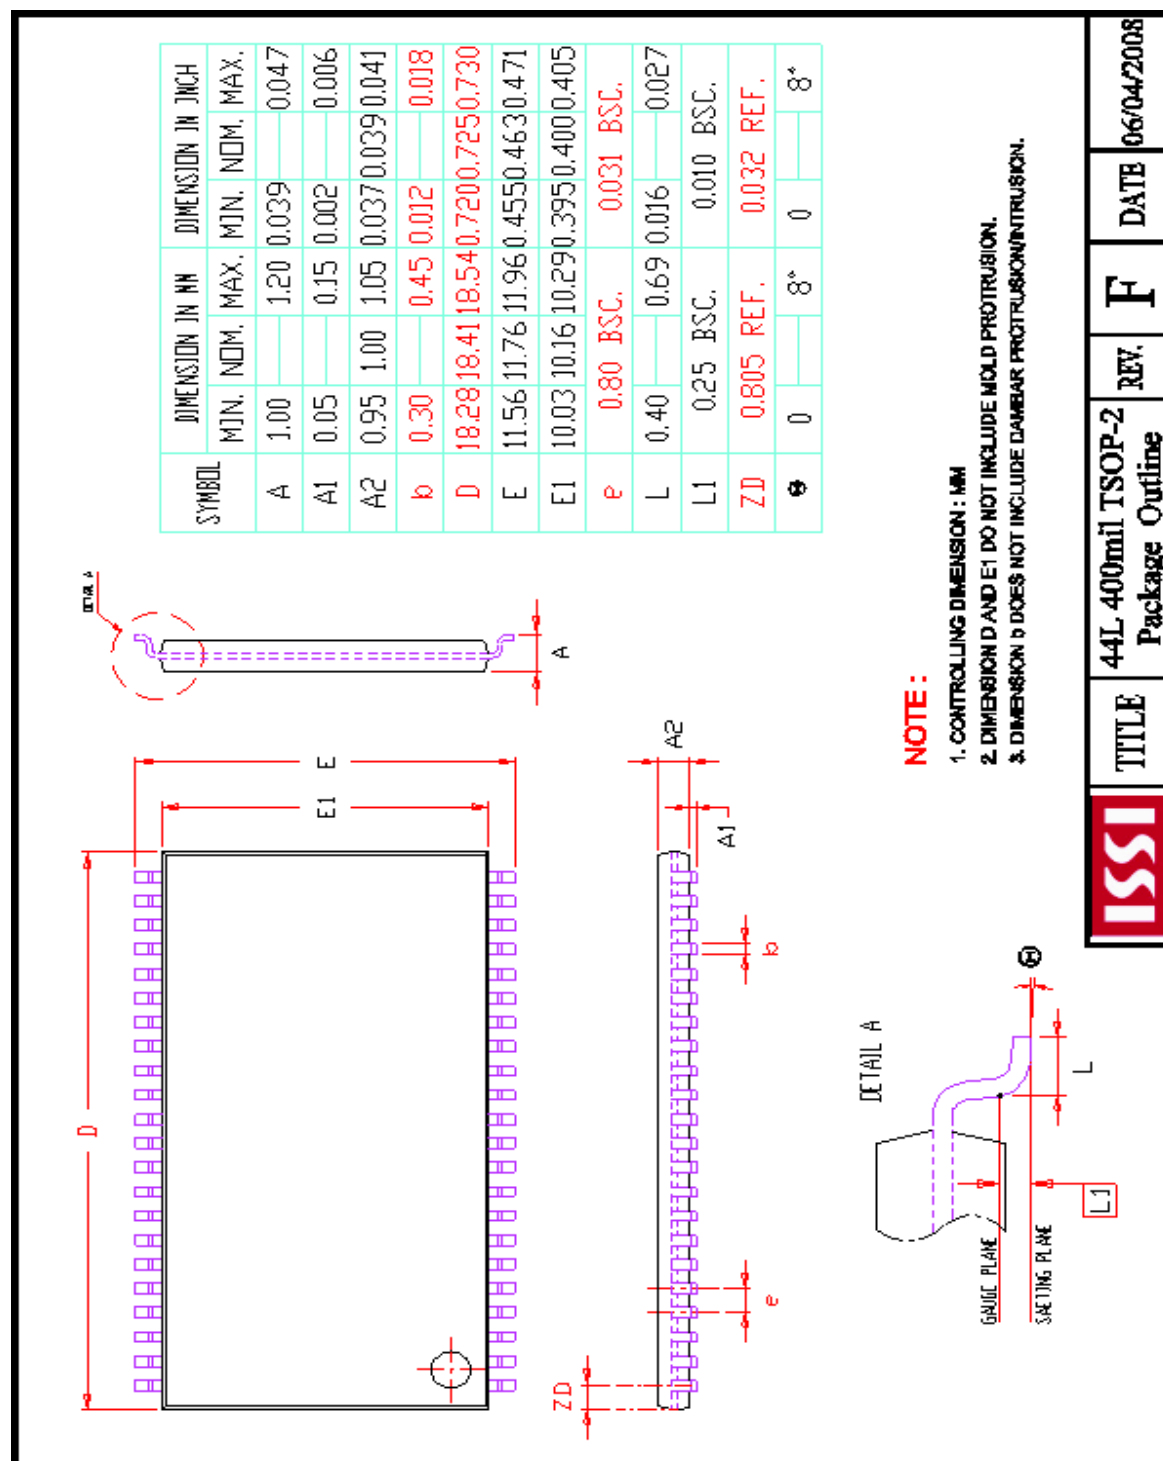 SYMBOL DIMENSION IN MM DIMENSION IN INCH
MIN. NOM. MAX. MIN. NOM. MAX.
A 1.00 1.20 0.039 0.047
A1 0.05 0.15 0.002 0.006
A2 0.95 1.00 1.05 0.037 0.039 0.041
b 0.30 0.45 0.012 0.018
D 18.28 18.41 18.54 0.720 0.725 0.730
E 11.56 11.76 11.96 0.455 0.463 0.471
E1 10.03 10.16 10.29 0.395 0.400 0.405
e 0.80 BSC. 0.031 BSC.
L 0.40 0.69 0.016 0.027
L1 0.25 BSC. 0.010 BSC.
ZD 0.805 REF. 0.032 REF.
Θ 0 8° 0 8°
D
E1
E
DETAIL A
A
ZD
e
b
A1
A2
DETAIL A
GAUGE PLANE
SAETING PLANE
L1
L
Θ
NOTE :
1. CONTROLLING DIMENSION : MM
2. DIMENSION D AND E1 DO NOT INCLUDE MOLD PROTRUSION.
3. DIMENSION b DOES NOT INCLUDE DAMBAR PROTRUSION/INTRUSION.
ISSI
TITLE
44L 400mil TSOP-2
Package Outline
REV.
F
DATE
06/04/2008